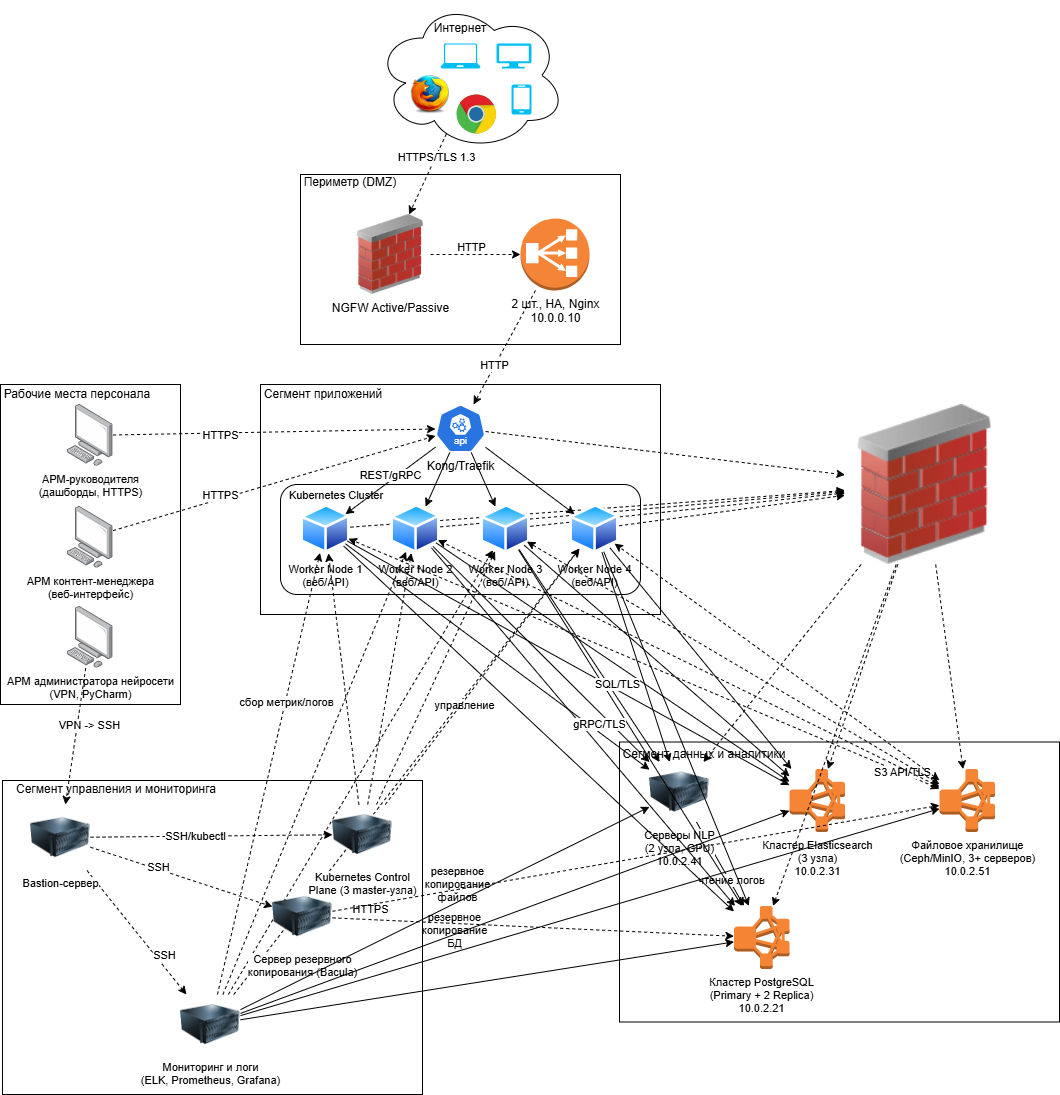 Интернет
HTTPS/TLS 1.3
Периметр (DMZ)
HTTP
NGFW Active/Passive
2 шт., HA, Nginx
10.0.0.10
HTTP
Рабочие места персонала
АРМ-руководителя
(дашборды, HTTPS)
АРМ контент-менеджера
(веб-интерфейс)
АРМ администратора нейросети
(VPN, PyCharm)
HTTPS
HTTPS
VPN -> SSH
Сегмент приложений
api
Kong/Traefik
REST/gRPC
Kubernetes Cluster
Worker Node 1
(веб/API)
Worker Node 2
(веб/API)
Worker Node 3
(веб/API)
Worker Node 4
(веб/API)
сбор метрик/логов
управление
SQL/TLS
gRPC/TLS
S3 API/TLS
Сегмент управления и мониторинга
Bastion-сервер
SSH/kubectl
SSH
SSH
Kubernetes Control
Plane (3 master-узла)
HTTPS
Сервер резервного
копирования (Bacula)
Мониторинг и логи
(ELK, Prometheus, Grafana)
резервное
копирование
файлов
резервное
копирование
БД
Сегмент данных и аналитики
Серверы NLP
(2 узла, GPU)
10.0.2.41
чтение логов
Кластер Elasticsearch
(3 узла)
10.0.2.31
Файловое хранилище
(Ceph/MinIO, 3+ серверов)
10.0.2.51
Кластер PostgreSQL
(Primary + 2 Replica)
10.0.2.21